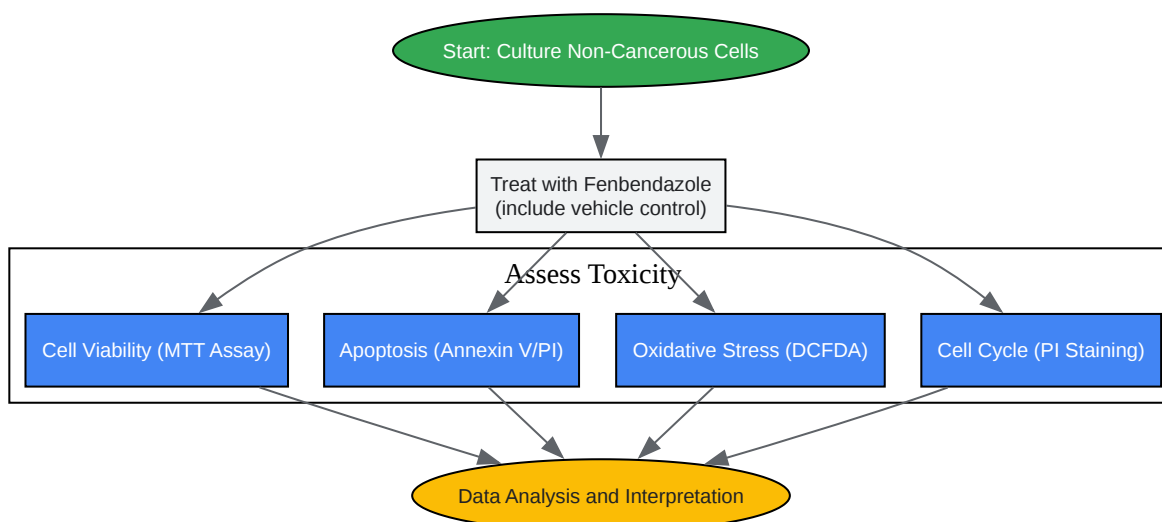 Start: Culture Non-Cancerous Cells
Treat with Fenbendazole
(include vehicle control)
Assess Toxicity
Cell Viability (MTT Assay)
Apoptosis (Annexin V/PI)
Oxidative Stress (DCFDA)
Cell Cycle (PI Staining)
Data Analysis and Interpretation